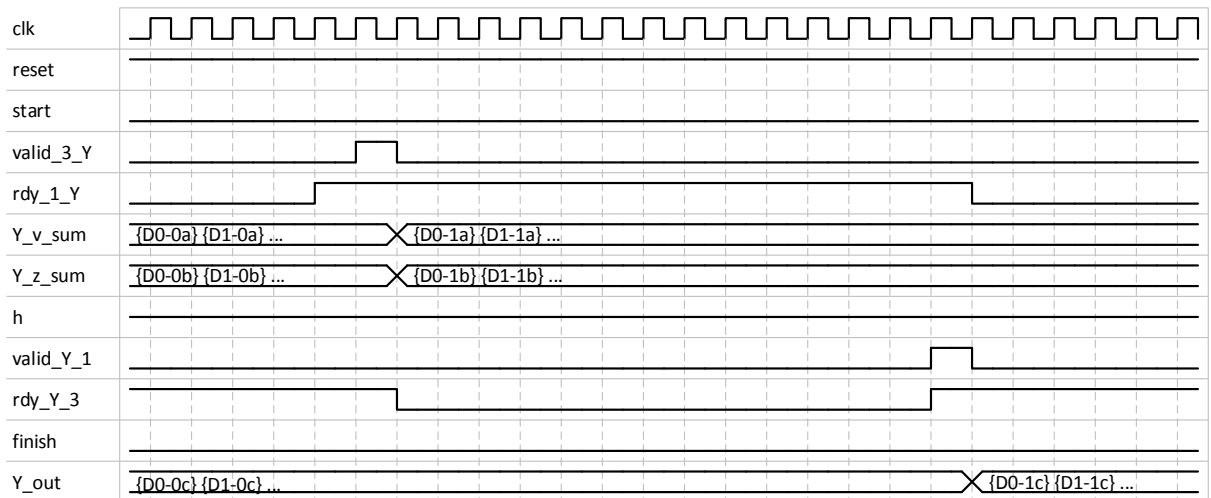 clk
reset
start
valid_3_Y
rdy_1_Y
Y_v_sum {D0-0a} {D1-0a} ... {D0-1a} {D1-1a} ...
Y_z_sum {D0-0b} {D1-0b} ... {D0-1b} {D1-1b} ...
h
valid_Y_1
rdy_Y_3
finish
Y_out {D0-0c} {D1-0c} ... {D0-1c} {D1-1c} ...